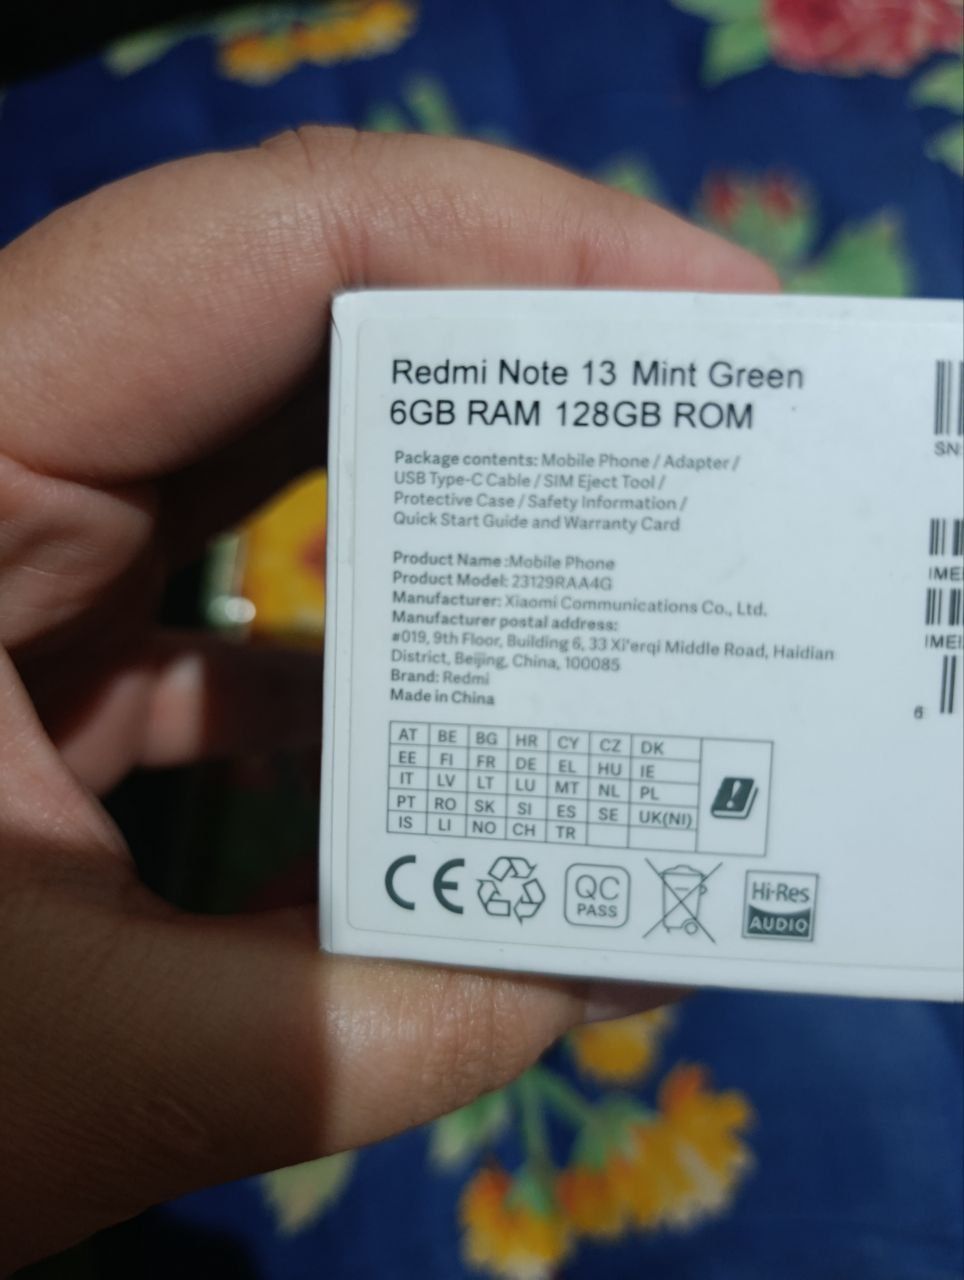 Redmi Note 13 Mint Green
6GB RAM 128GB ROM
Package contents: Mobile Phone / Adapter /
USB Type-C Cable / SIM Eject Tool /
Protective Case / Safety Information /
Quick Start Guide and Warranty Card
Product Name :Mobile Phone
Product Model: 23129RAA4G
Manufacturer: Xiaomi Communications Co., Ltd.
Manufacturer postal address:
#019, 9th Floor, Building 6, 33 Xi'erqi Middle Road, Haidian
District, Beijing, China, 100085
Brand: Redmi
Made in China
AT BE BG HR CY CZ DK
EE FI FR DE EL HU IE
IT LV LT LU MT NL PL
PT RO SK SI ES SE UK(NI)
IS LI NO CH TR
CE
QC
PASS
Hi-Res
AUDIO
SN:
IMEI
IMEI
6